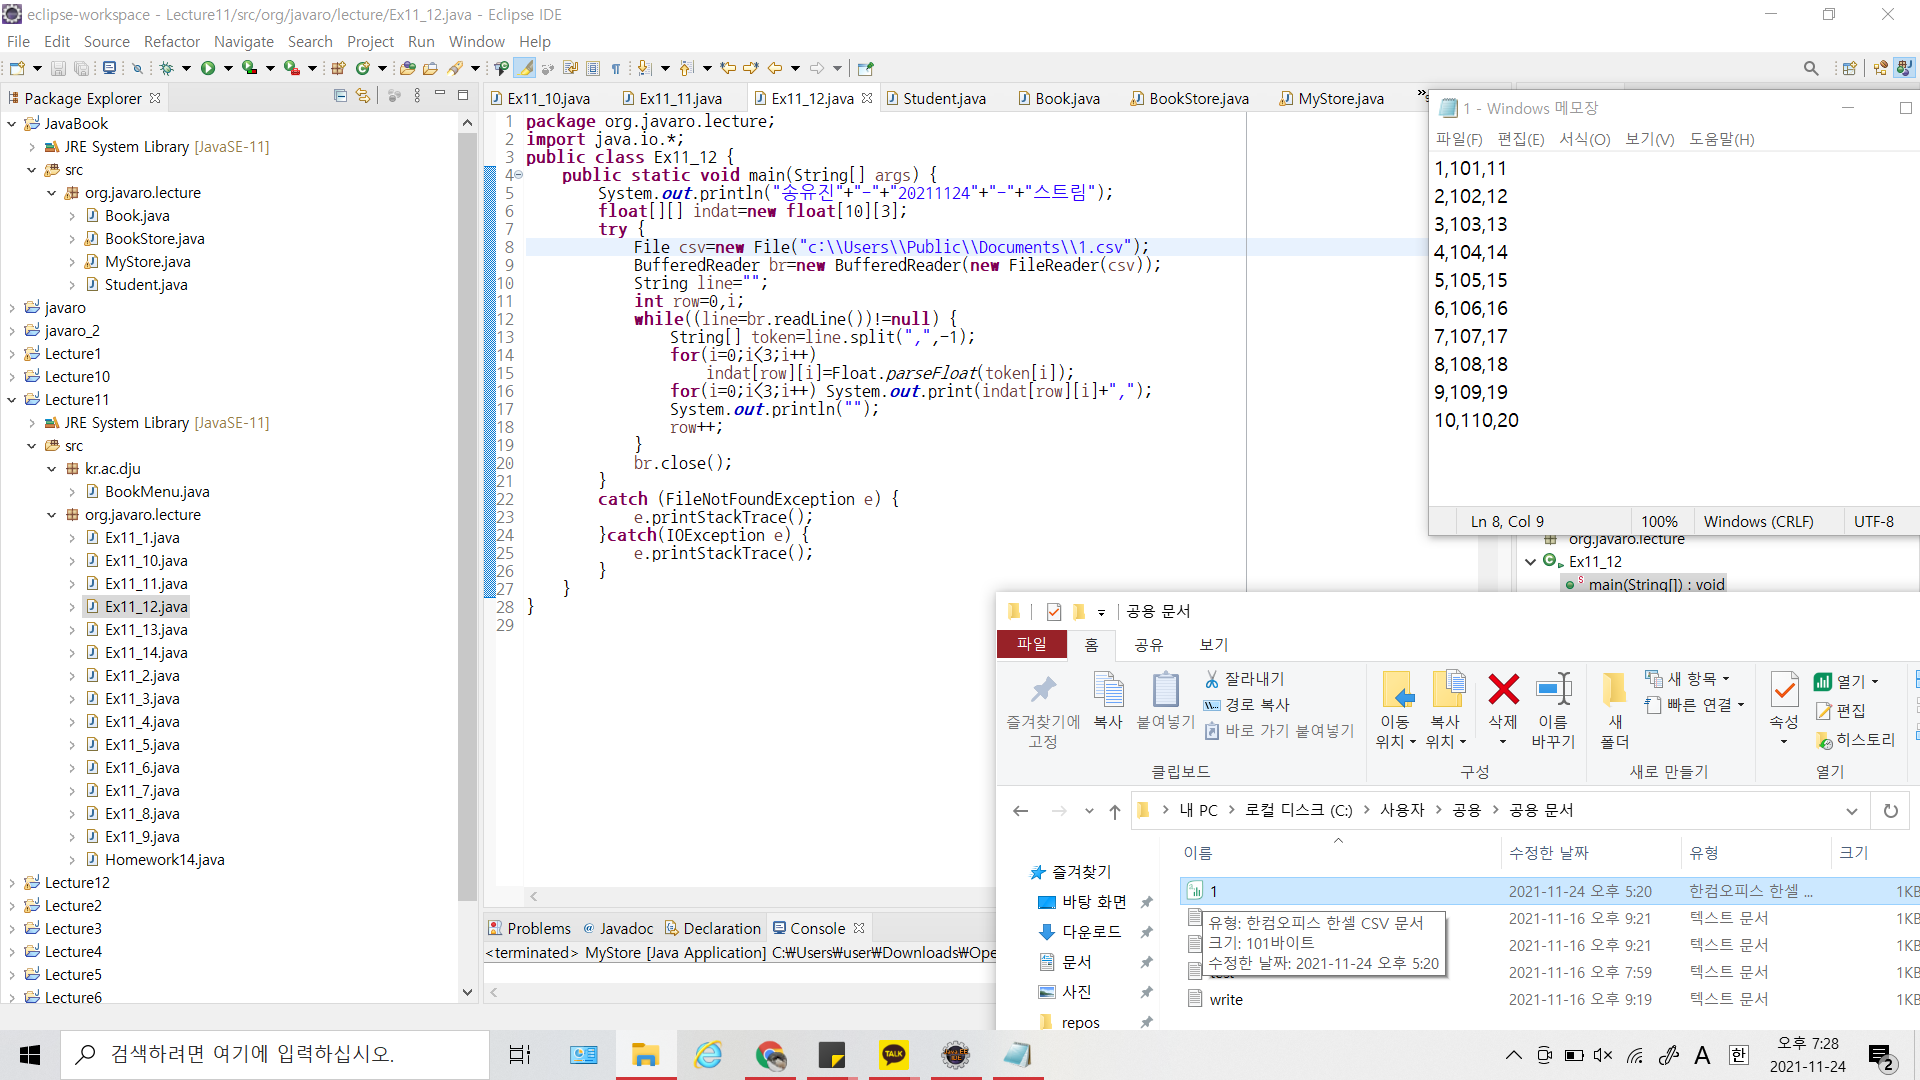 eclipse-workspace - Lecture11/src/org/javaro/lecture/Ex11_12.java - Eclipse IDE
File Edit Source Refactor Navigate Search Project Run Window Help
Package Explorer
JavaBook
JRE System Library [JavaSE-11]
src
org.javaro.lecture
Book.java
BookStore.java
MyStore.java
Student.java
javaro
javaro_2
Lecture1
Lecture10
Lecture11
JRE System Library [JavaSE-11]
src
kr.ac.dju
BookMenu.java
org.javaro.lecture
Ex11_1.java
Ex11_10.java
Ex11_11.java
Ex11_12.java
Ex11_13.java
Ex11_14.java
Ex11_2.java
Ex11_3.java
Ex11_4.java
Ex11_5.java
Ex11_6.java
Ex11_7.java
Ex11_8.java
Ex11_9.java
Homework14.java
Lecture12
Lecture2
Lecture3
Lecture4
Lecture5
Lecture6
Ex11_10.java Ex11_11.java Ex11_12.java Student.java Book.java BookStore.java MyStore.java
1 package org.javaro.lecture;
2 import java.io.*;
3 public class Ex11_12 {
4 public static void main(String[] args) {
5 System.out.println("송유진"+"-"+"20211124"+"-"+"스트림");
6 float[][] indat=new float[10][3];
7 try {
8 File csv=new File("c:\\Users\\Public\\Documents\\1.csv");
9 BufferedReader br=new BufferedReader(new FileReader(csv));
10 String line="";
11 int row=0,i;
12 while((line=br.readLine())!=null) {
13 String[] token=line.split(",",-1);
14 for(i=0;i<3;i++)
15 indat[row][i]=Float.parseFloat(token[i]);
16 for(i=0;i<3;i++) System.out.print(indat[row][i]+",");
17 System.out.println("");
18 row++;
19 }
20 br.close();
21 }
22 catch (FileNotFoundException e) {
23 e.printStackTrace();
24 }catch(IOException e) {
25 e.printStackTrace();
26 }
27 }
28 }
29
Problems Javadoc Declaration Console
<terminated> MyStore [Java Application] C:₩Users₩user₩Downloads₩Ope
1 - Windows 메모장
파일(F) 편집(E) 서식(O) 보기(V) 도움말(H)
1,101,11
2,102,12
3,103,13
4,104,14
5,105,15
6,106,16
7,107,17
8,108,18
9,109,19
10,110,20
Ln 8, Col 9 100% Windows (CRLF) UTF-8
org.javaro.lecture
Ex11_12
main(String[]) : void
공용 문서
파일 홈 공유 보기
즐겨찾기에 고정
복사
붙여넣기
잘라내기
경로 복사
바로 가기 붙여넣기
클립보드
이동 위치
복사 위치
삭제
이름 바꾸기
구성
새 폴더
새 항목
빠른 연결
새로 만들기
속성
열기
편집
히스토리
열기
내 PC > 로컬 디스크 (C:) > 사용자 > 공용 > 공용 문서
이름 수정한 날짜 유형 크기
즐겨찾기
바탕 화면
다운로드
문서
사진
repos
1 2021-11-24 오후 5:20 한컴오피스 한셀 ... 1KB
2021-11-16 오후 9:21 텍스트 문서 1KB
2021-11-16 오후 9:21 텍스트 문서 1KB
2021-11-16 오후 7:59 텍스트 문서 1KB
write 2021-11-16 오후 9:19 텍스트 문서 1KB
유형: 한컴오피스 한셀 CSV 문서
크기: 101바이트
수정한 날짜: 2021-11-24 오후 5:20
검색하려면 여기에 입력하십시오.
TALK
A 한
오후 7:28
2021-11-24
2